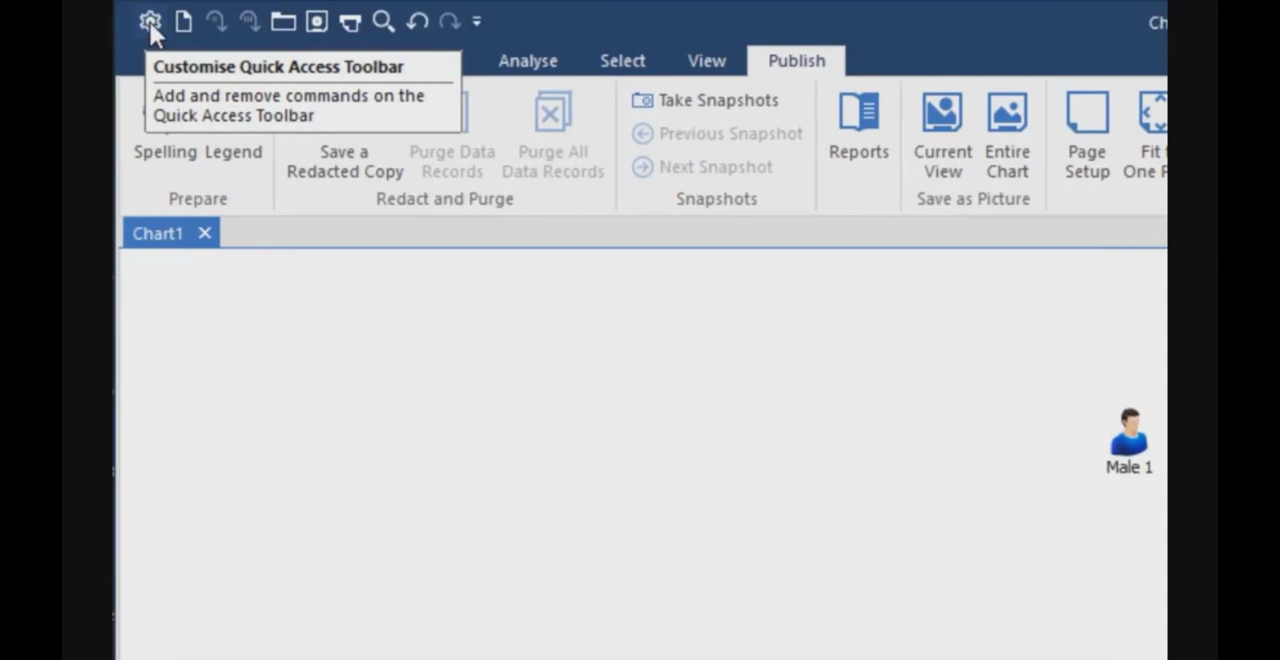 Ch
Customise Quick Access Toolbar
Add and remove commands on the
Quick Access Toolbar
Analyse
Select
View
Publish
Spelling
Legend
Prepare
Save a
Redacted Copy
Purge Data
Records
Purge All
Data Records
Redact and Purge
Take Snapshots
Previous Snapshot
Next Snapshot
Snapshots
Reports
Current
View
Entire
Chart
Save as Picture
Page
Setup
Fit
One
Chart1
Male 1